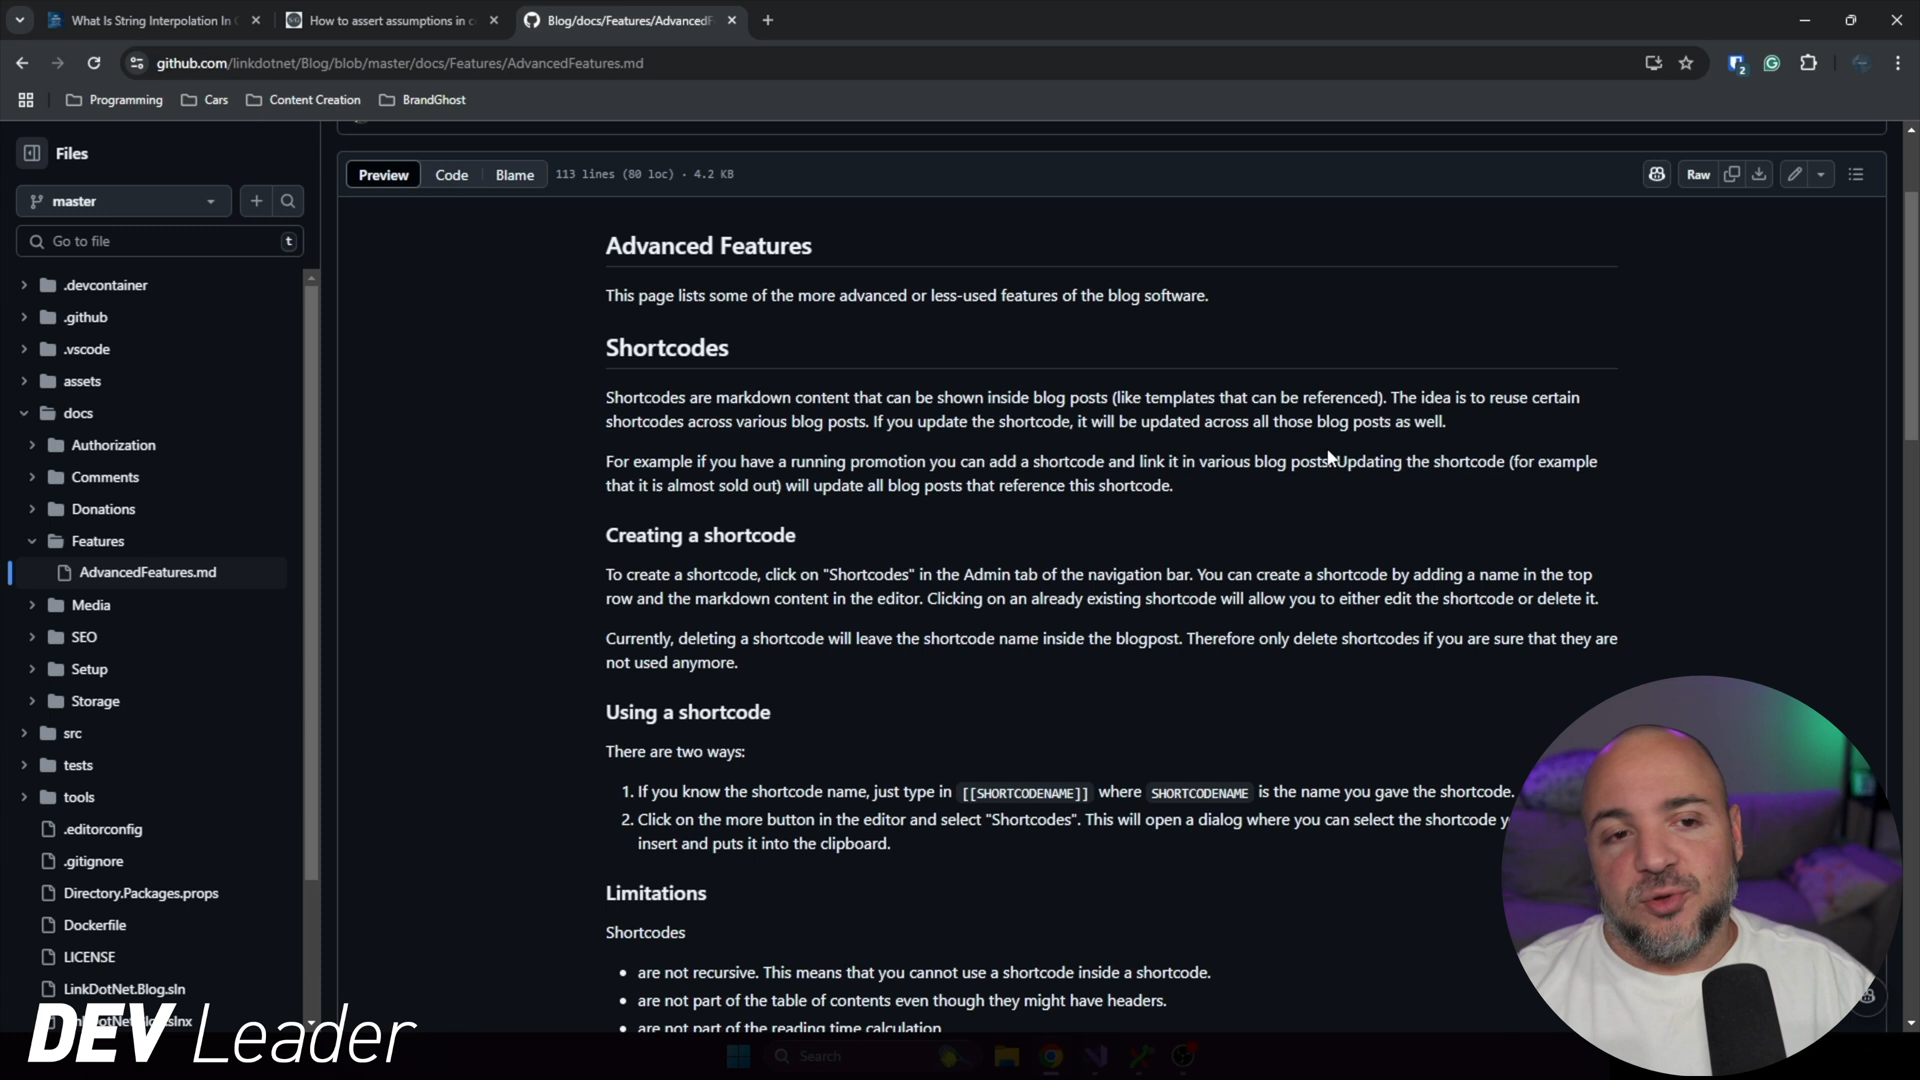 What Is String Interpolation In
How to assert assumptions in c
Blog/docs/Features/AdvancedF
github.com/linkdotnet/Blog/blob/master/docs/Features/AdvancedFeatures.md
2
Programming
Cars
Content Creation
BrandGhost
Files
master
Go to file
t
.devcontainer
.github
.vscode
assets
docs
Authorization
Comments
Donations
Features
AdvancedFeatures.md
Media
SEO
Setup
Storage
src
tests
tools
.editorconfig
.gitignore
Directory.Packages.props
Dockerfile
LICENSE
LinkDotNet.Blog.sln
Preview Code Blame 113 lines (80 loc) · 4.2 KB
Raw
Advanced Features
This page lists some of the more advanced or less-used features of the blog software.
Shortcodes
Shortcodes are markdown content that can be shown inside blog posts (like templates that can be referenced). The idea is to reuse certain
shortcodes across various blog posts. If you update the shortcode, it will be updated across all those blog posts as well.
For example if you have a running promotion you can add a shortcode and link it in various blog posts. Updating the shortcode (for example
that it is almost sold out) will update all blog posts that reference this shortcode.
Creating a shortcode
To create a shortcode, click on "Shortcodes" in the Admin tab of the navigation bar. You can create a shortcode by adding a name in the top
row and the markdown content in the editor. Clicking on an already existing shortcode will allow you to either edit the shortcode or delete it.
Currently, deleting a shortcode will leave the shortcode name inside the blogpost. Therefore only delete shortcodes if you are sure that they are
not used anymore.
Using a shortcode
There are two ways:
1. If you know the shortcode name, just type in [[SHORTCODENAME]] where SHORTCODENAME is the name you gave the shortcode.
2. Click on the more button in the editor and select "Shortcodes". This will open a dialog where you can select the shortcode
insert and puts it into the clipboard.
Limitations
Shortcodes
• are not recursive. This means that you cannot use a shortcode inside a shortcode.
• are not part of the table of contents even though they might have headers.
• are not part of the reading time calculation
DEV Leader
Search